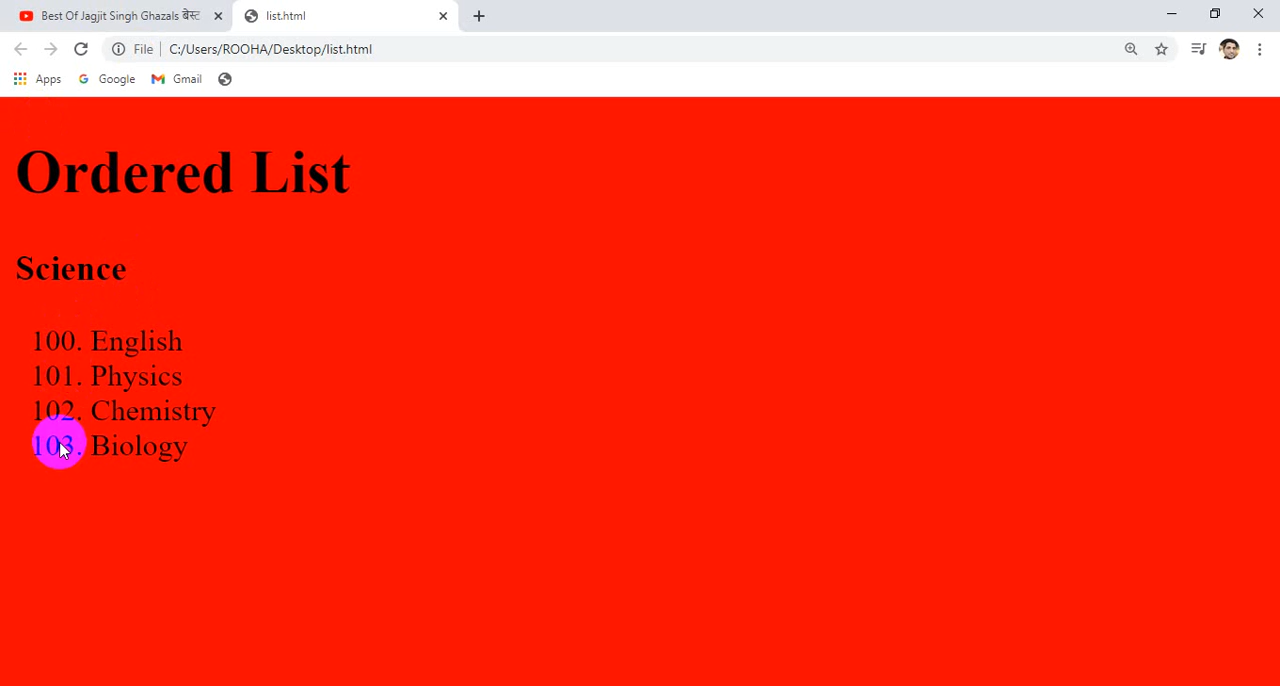 Best Of Jagjit Singh Ghazals बेस्ट
list.html
File
C:/Users/ROOHA/Desktop/list.html
Apps
Google
Gmail
Ordered List
Science
100. English
101. Physics
102. Chemistry
103. Biology